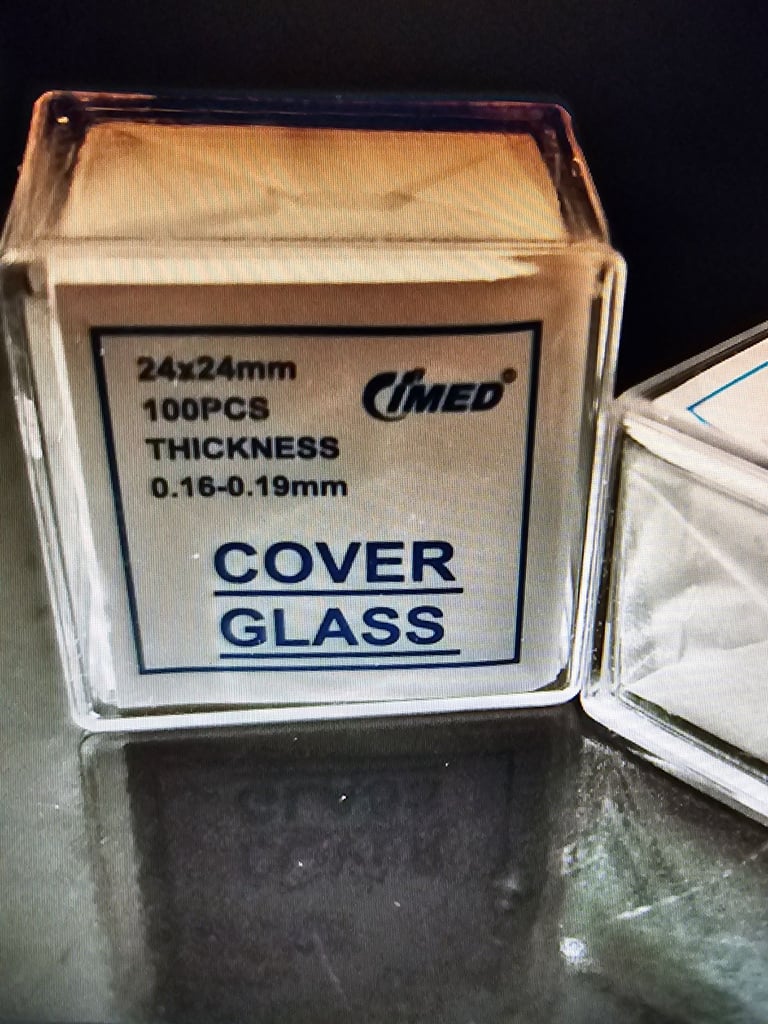 24x24mm
100PCS
THICKNESS
0.16-0.19mm
CiMED®
COVER
GLASS